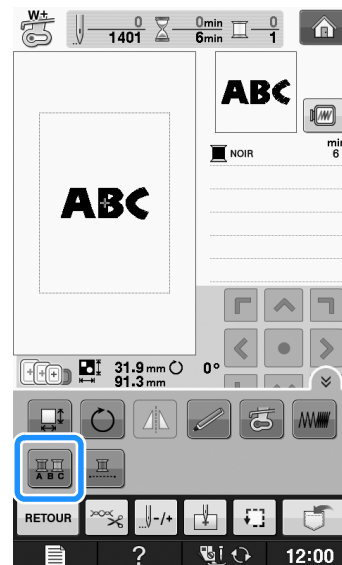 W+
0 0min 0
1401 6min 1
ABC
NOIR min
6
ABC
31.9 mm 0°
91.3 mm
A B C
RETOUR -/+
? 12:00